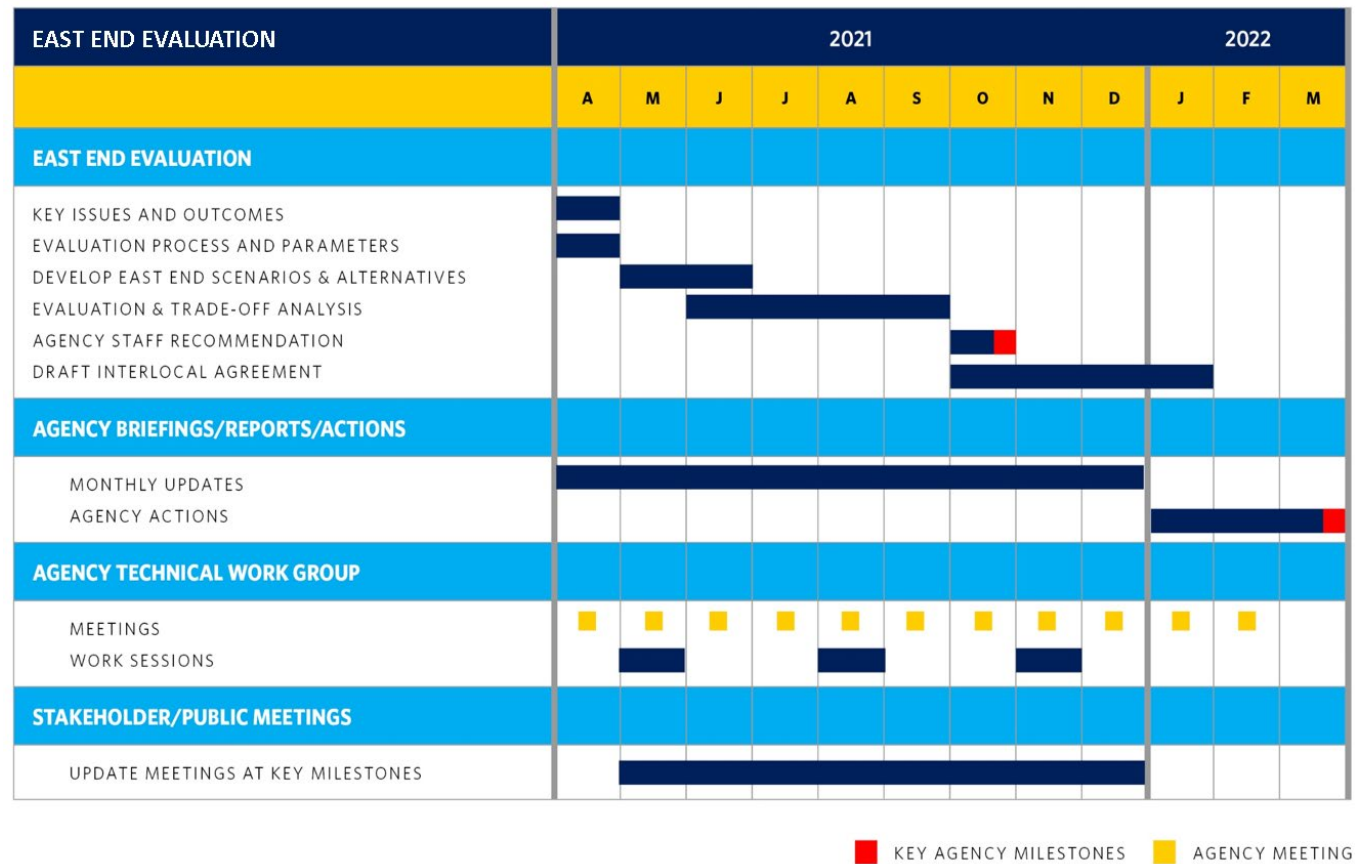 EAST END EVALUATION 2021 2022
A M J J A S O N D J F M
EAST END EVALUATION
KEY ISSUES AND OUTCOMES
EVALUATION PROCESS AND PARAMETERS
DEVELOP EAST END SCENARIOS & ALTERNATIVES
EVALUATION & TRADE-OFF ANALYSIS
AGENCY STAFF RECOMMENDATION
DRAFT INTERLOCAL AGREEMENT
AGENCY BRIEFINGS/REPORTS/ACTIONS
MONTHLY UPDATES
AGENCY ACTIONS
AGENCY TECHNICAL WORK GROUP
MEETINGS
WORK SESSIONS
STAKEHOLDER/PUBLIC MEETINGS
UPDATE MEETINGS AT KEY MILESTONES
KEY AGENCY MILESTONES AGENCY MEETING